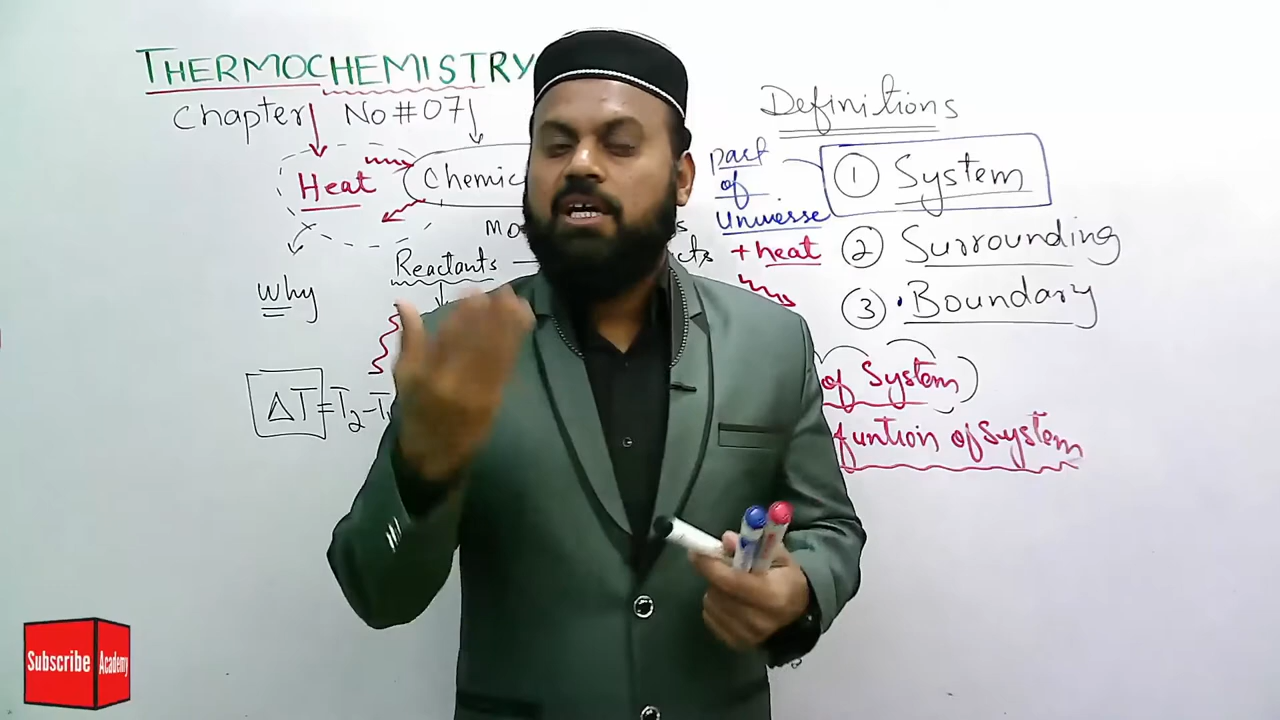 THERMOCHEMISTRY
Chapter No#07
Heat
Chemic
Reactants
Why
ΔT=T₂-T₁
Definitions
part
of
Universe
+heat
① System
② Surrounding
③ Boundary
of System)
funtion of System
Subscribe Academy